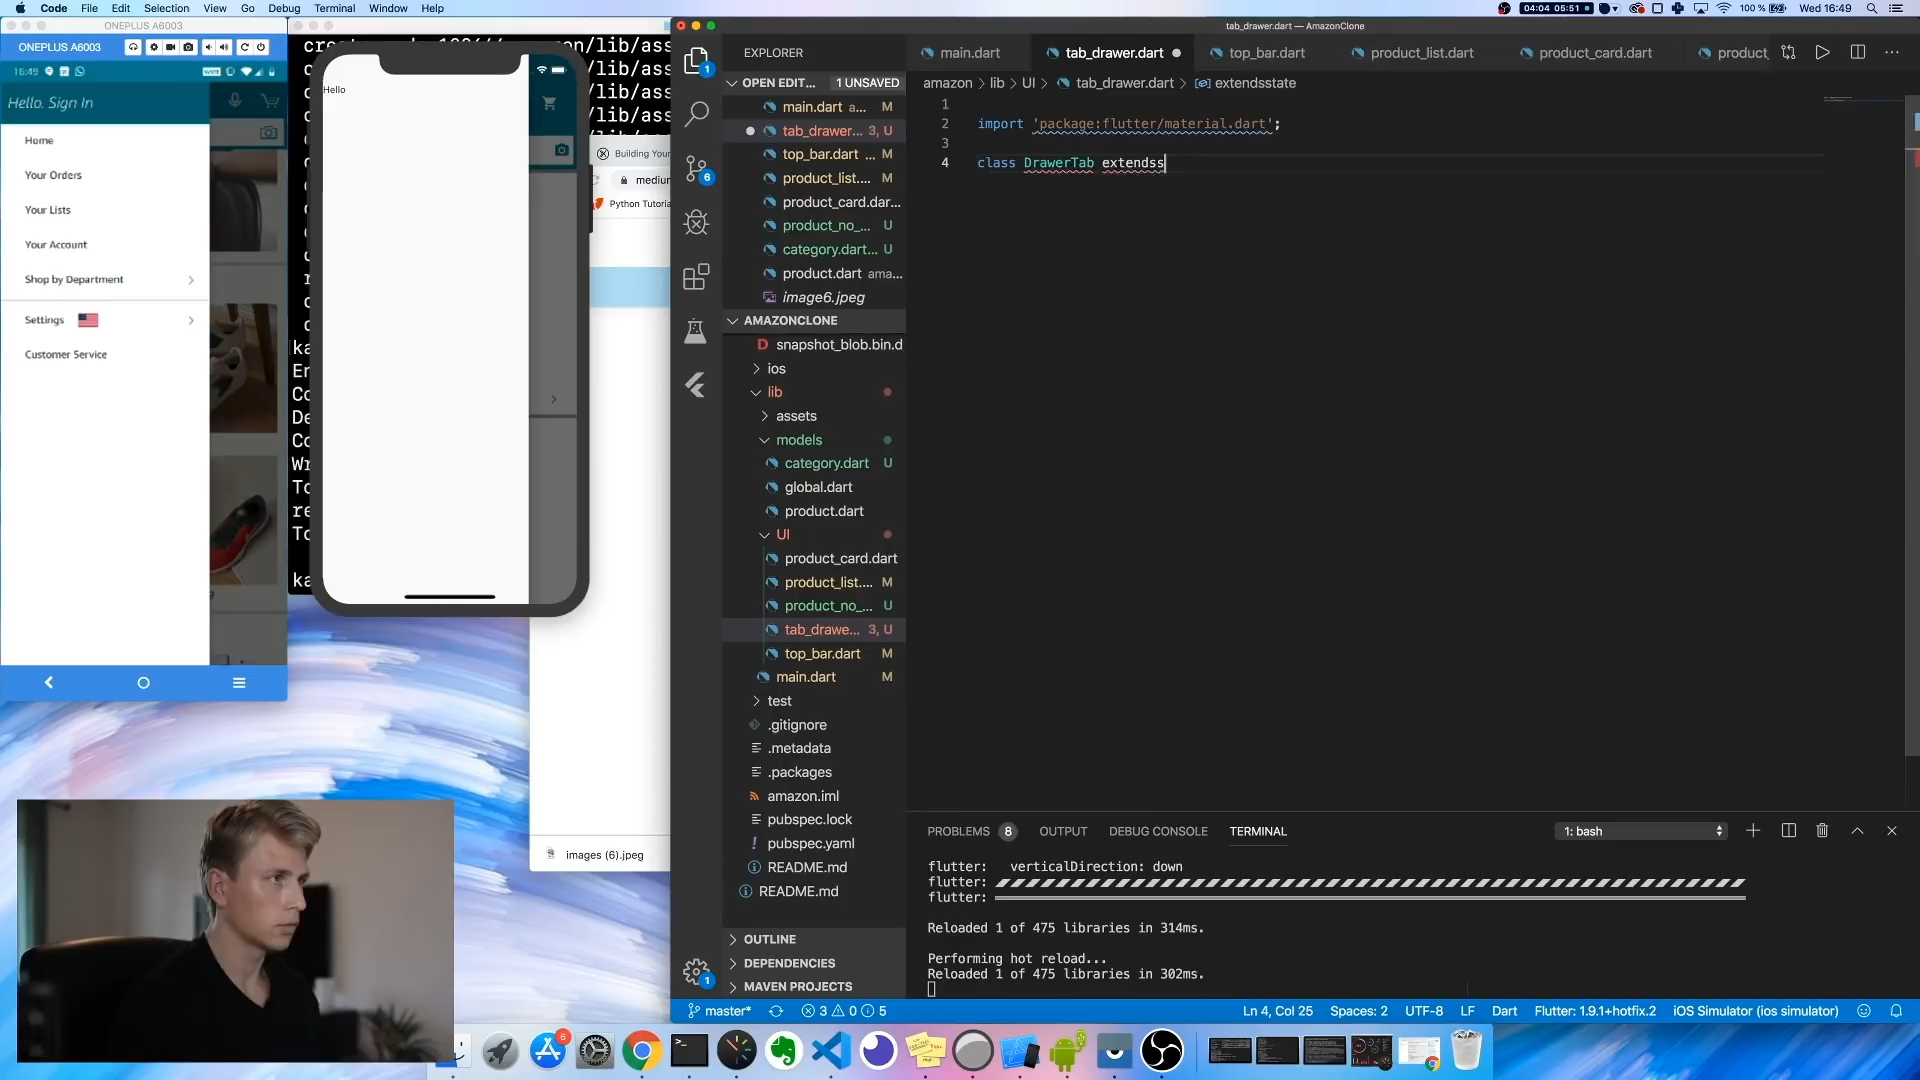 Code File Edit Selection View Go Debug Terminal Window Help
04:04 05:51
100 %
Wed 16:49
ONEPLUS A6003
ONEPLUS A6003
16:49
Hello. Sign In
Home
Your Orders
Your Lists
Your Account
Shop by Department
Settings
Customer Service
Hello
Building Your
medium
Python Tutoria
images (6).jpeg
tab_drawer.dart — AmazonClone
EXPLORER
main.dart
tab_drawer.dart
top_bar.dart
product_list.dart
product_card.dart
product_
OPEN EDIT... 1 UNSAVED
main.dart a... M
tab_drawer... 3, U
top_bar.dart ... M
product_list.... M
product_card.dar...
product_no_... U
category.dart... U
product.dart ama...
image6.jpeg
AMAZONCLONE
snapshot_blob.bin.d
ios
lib
assets
models
category.dart U
global.dart
product.dart
UI
product_card.dart
product_list.... M
product_no_... U
tab_drawe... 3, U
top_bar.dart M
main.dart M
test
.gitignore
.metadata
.packages
amazon.iml
pubspec.lock
pubspec.yaml
README.md
README.md
OUTLINE
DEPENDENCIES
MAVEN PROJECTS
amazon > lib > UI > tab_drawer.dart > extendsstate
1
2 import 'package:flutter/material.dart';
3
4 class DrawerTab extendss
PROBLEMS 8 OUTPUT DEBUG CONSOLE TERMINAL
1: bash
flutter: verticalDirection: down
flutter:
flutter:
Reloaded 1 of 475 libraries in 314ms.
Performing hot reload...
Reloaded 1 of 475 libraries in 302ms.
master* 3 0 5
Ln 4, Col 25 Spaces: 2 UTF-8 LF Dart Flutter: 1.9.1+hotfix.2 iOS Simulator (ios simulator)